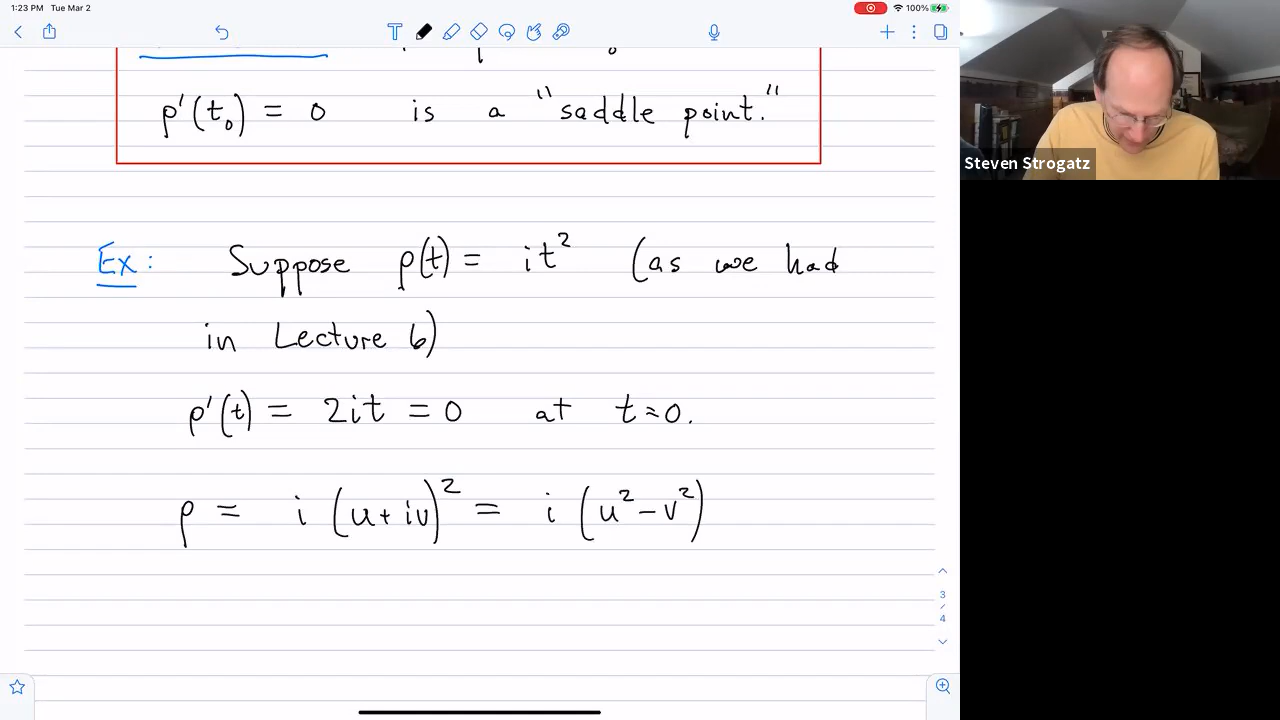 1:23 PM Tue Mar 2
100%
ρ'(t₀) = 0 is a "saddle point."
Steven Strogatz
Ex: Suppose ρ(t) = it² (as we had
in Lecture 6)
ρ'(t) = 2it = 0 at t = 0.
ρ = i (u + iv)² = i (u² - v²)
3
/
4